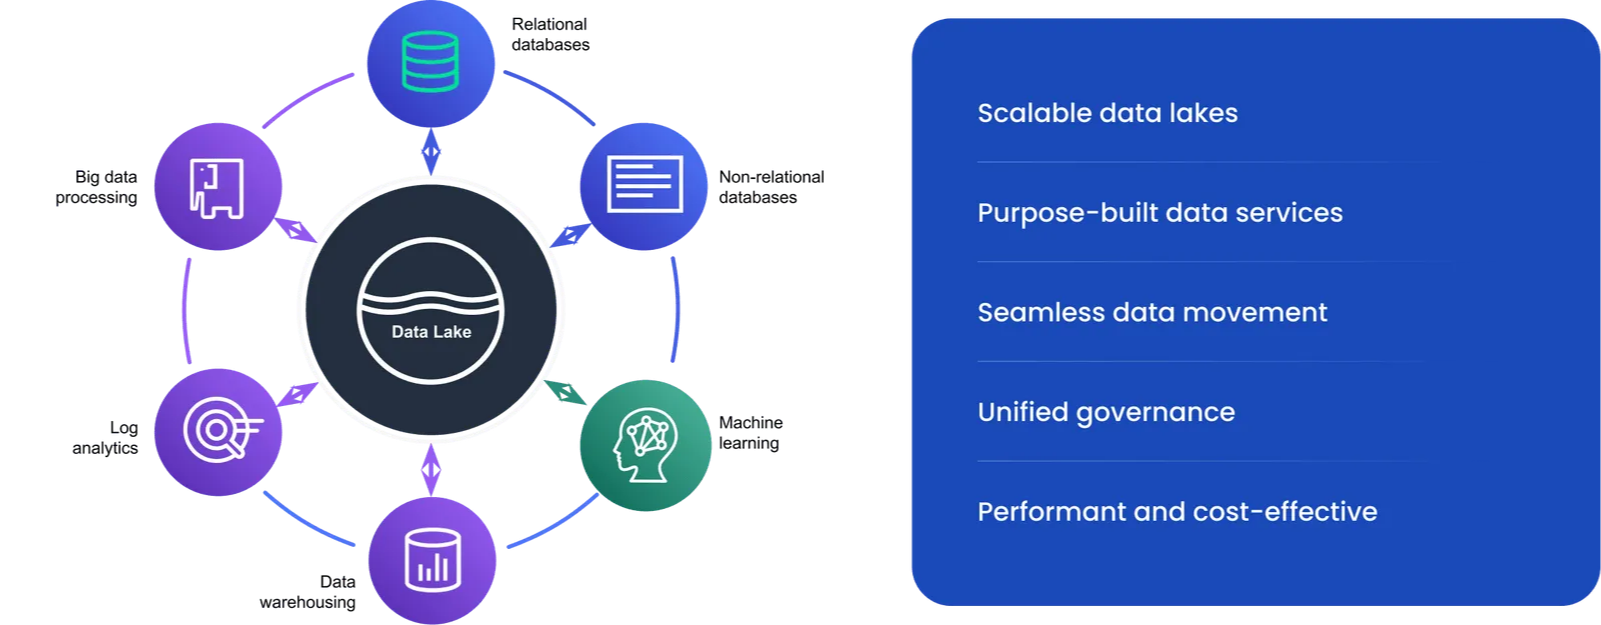 Relational
databases
Non-relational
databases
Machine
learning
Data
warehousing
Log
analytics
Big data
processing
Data Lake
Scalable data lakes
Purpose-built data services
Seamless data movement
Unified governance
Performant and cost-effective